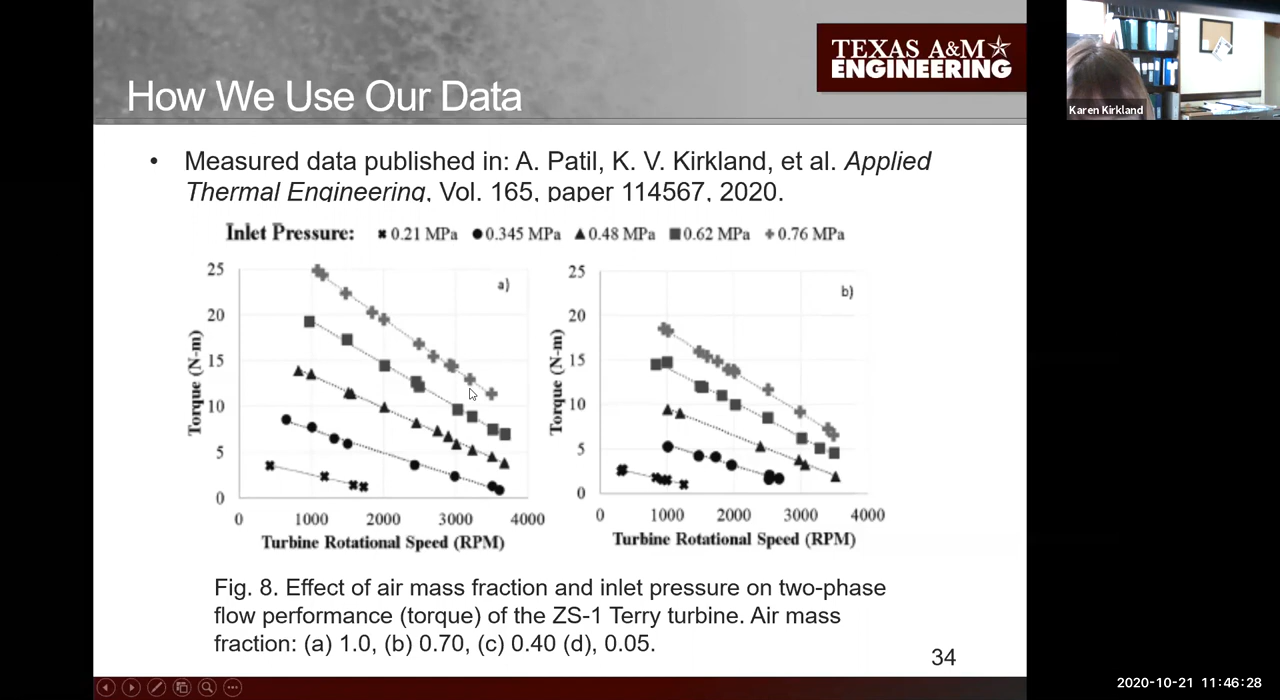 How We Use Our Data
TEXAS A&M
ENGINEERING
Karen Kirkland
• Measured data published in: A. Patil, K. V. Kirkland, et al. Applied
Thermal Engineering, Vol. 165, paper 114567, 2020.
Inlet Pressure: 0.21 MPa 0.345 MPa 0.48 MPa 0.62 MPa 0.76 MPa
a)
25
20
15
10
5
0
Torque (N-m)
0 1000 2000 3000 4000
Turbine Rotational Speed (RPM)
b)
25
20
15
10
5
0
Torque (N-m)
0 1000 2000 3000 4000
Turbine Rotational Speed (RPM)
Fig. 8. Effect of air mass fraction and inlet pressure on two-phase
flow performance (torque) of the ZS-1 Terry turbine. Air mass
fraction: (a) 1.0, (b) 0.70, (c) 0.40 (d), 0.05.
34
2020-10-21 11:46:28